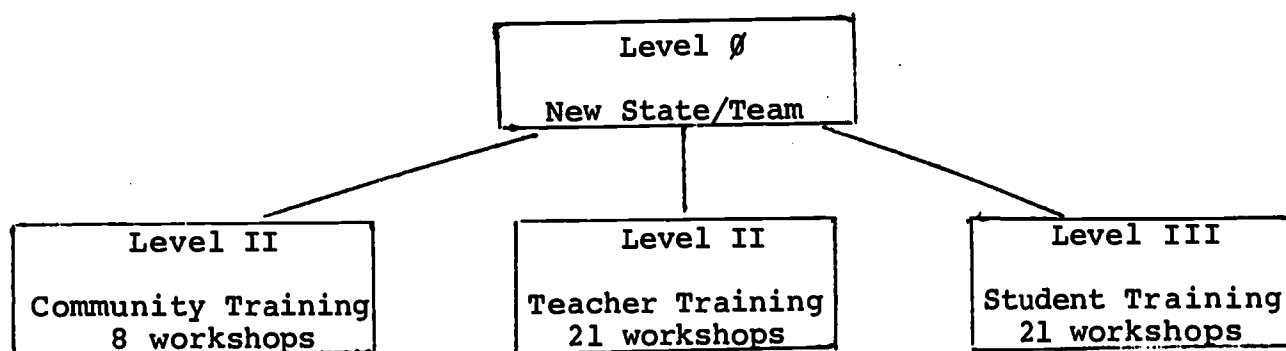 Level Ø
New State/Team
Level II
Community Training
8 workshops
Level II
Teacher Training
21 workshops
Level III
Student Training
21 workshops